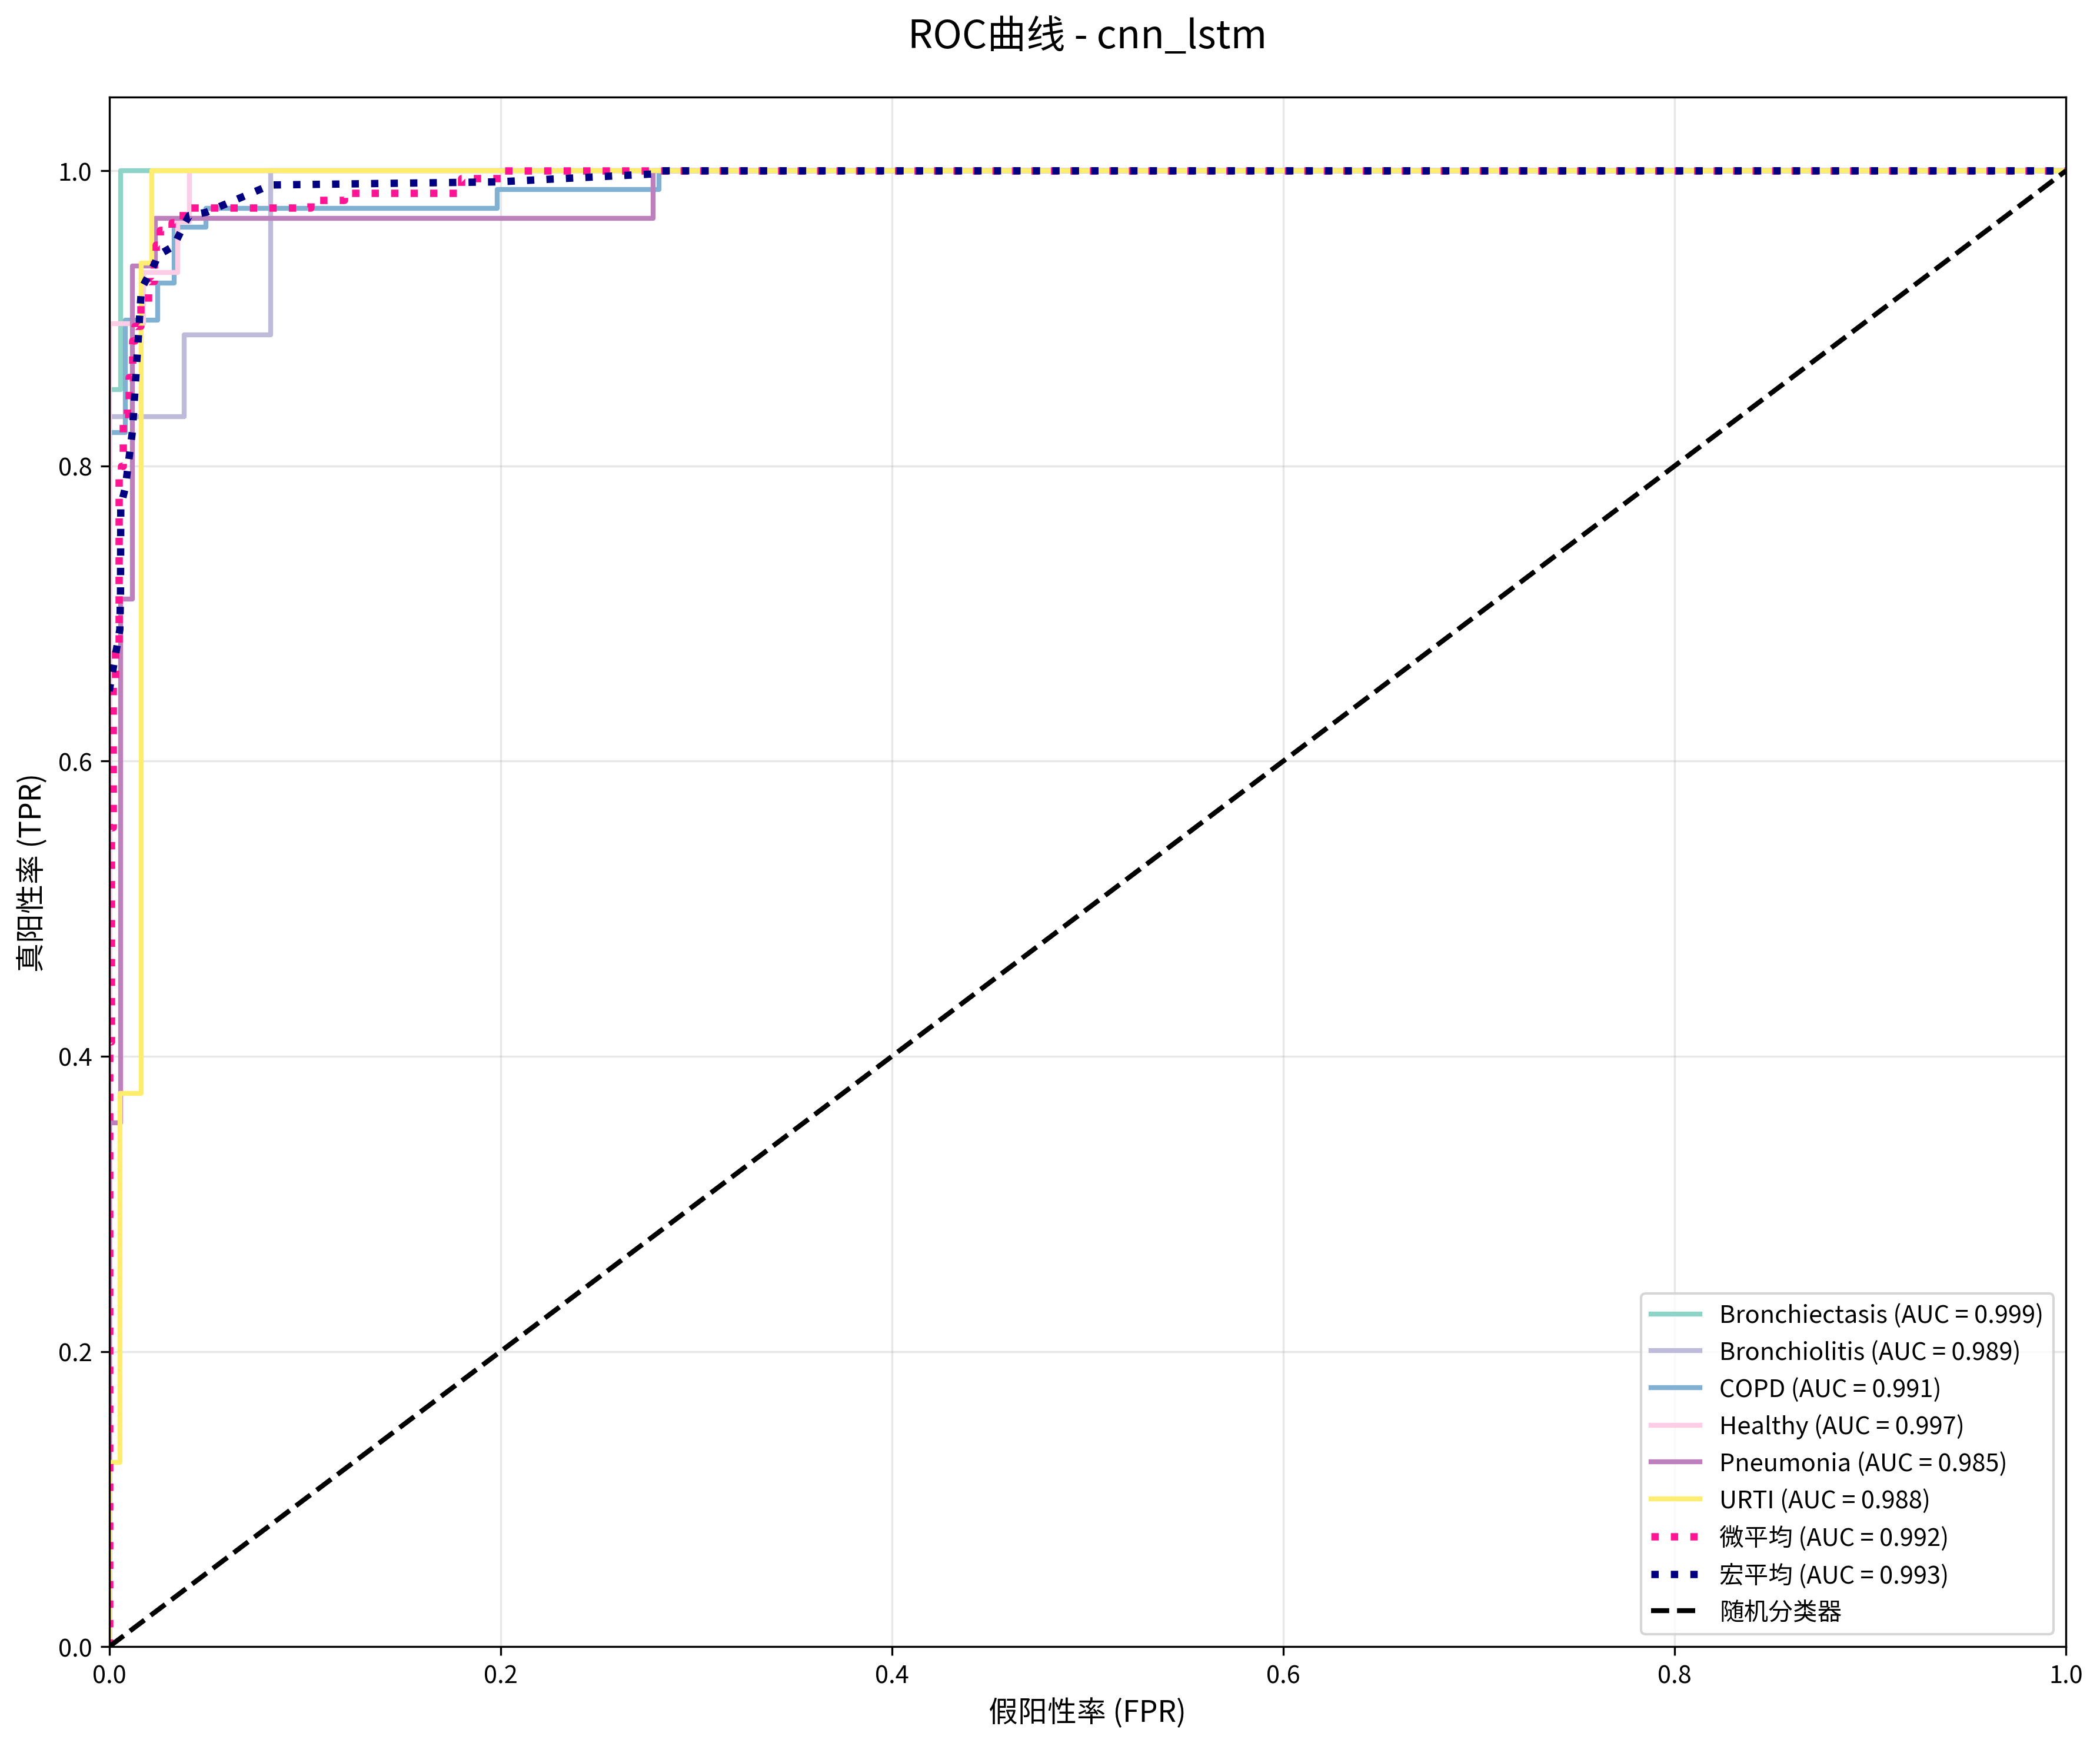 ROC曲线 - cnn_lstm
真阳性率 (TPR)
1.0
0.8
0.6
0.4
0.2
0.0
0.0 0.2 0.4 0.6 0.8 1.0
假阳性率 (FPR)
Bronchiectasis (AUC = 0.999)
Bronchiolitis (AUC = 0.989)
COPD (AUC = 0.991)
Healthy (AUC = 0.997)
Pneumonia (AUC = 0.985)
URTI (AUC = 0.988)
微平均 (AUC = 0.992)
宏平均 (AUC = 0.993)
随机分类器